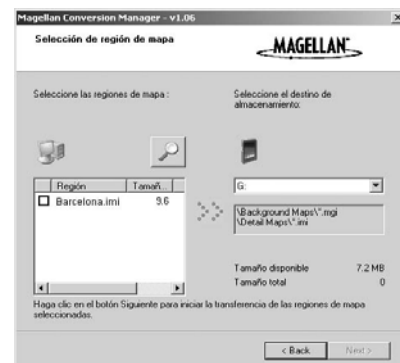 Magellan Conversion Manager - v1.06
Selección de región de mapa
MAGELLAN
Seleccione las regiones de mapa :
Seleccione el destino de
almacenamiento:
Región Tamañ...
Barcelona.imi 9.6
G:
\Background Maps\*.mgi
\Detail Maps\*.imi
Tamaño disponible 7.2 MB
Tamaño total 0
Haga clic en el botón Siguiente para iniciar la transferencia de las regiones de mapa
seleccionadas.
< Back Next >